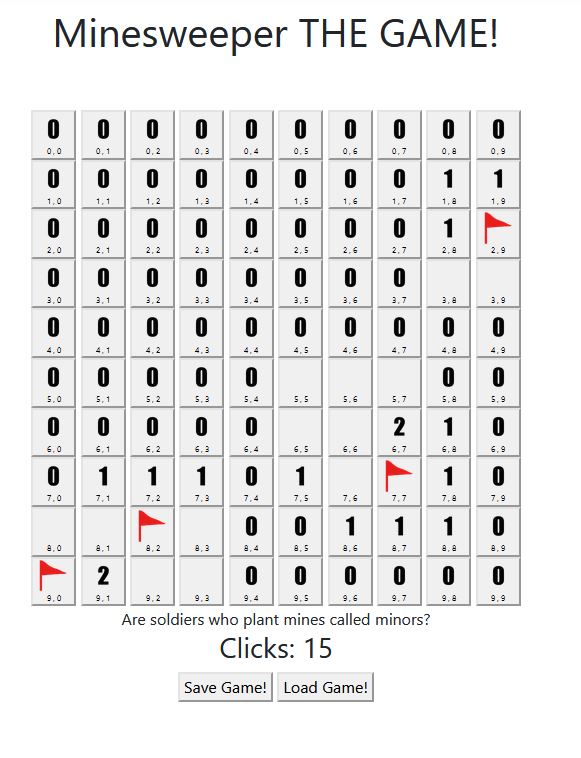 Minesweeper THE GAME!
0 0 0 0 0 0 0 0 0 0
0,0 0,1 0,2 0,3 0,4 0,5 0,6 0,7 0,8 0,9
0 0 0 0 0 0 0 0 1 1
1,0 1,1 1,2 1,3 1,4 1,5 1,6 1,7 1,8 1,9
0 0 0 0 0 0 0 0 1
2,0 2,1 2,2 2,3 2,4 2,5 2,6 2,7 2,8 2,9
0 0 0 0 0 0 0 0
3,0 3,1 3,2 3,3 3,4 3,5 3,6 3,7 3,8 3,9
0 0 0 0 0 0 0 0 0 0
4,0 4,1 4,2 4,3 4,4 4,5 4,6 4,7 4,8 4,9
0 0 0 0 0 0 0
5,0 5,1 5,2 5,3 5,4 5,5 5,6 5,7 5,8 5,9
0 0 0 0 0 2 1 0
6,0 6,1 6,2 6,3 6,4 6,5 6,6 6,7 6,8 6,9
0 1 1 1 0 1 1 0
7,0 7,1 7,2 7,3 7,4 7,5 7,6 7,7 7,8 7,9
0 0 1 1 1 0
8,0 8,1 8,2 8,3 8,4 8,5 8,6 8,7 8,8 8,9
2 0 0 0 0 0 0
9,0 9,1 9,2 9,3 9,4 9,5 9,6 9,7 9,8 9,9
Are soldiers who plant mines called minors?
Clicks: 15
Save Game! Load Game!